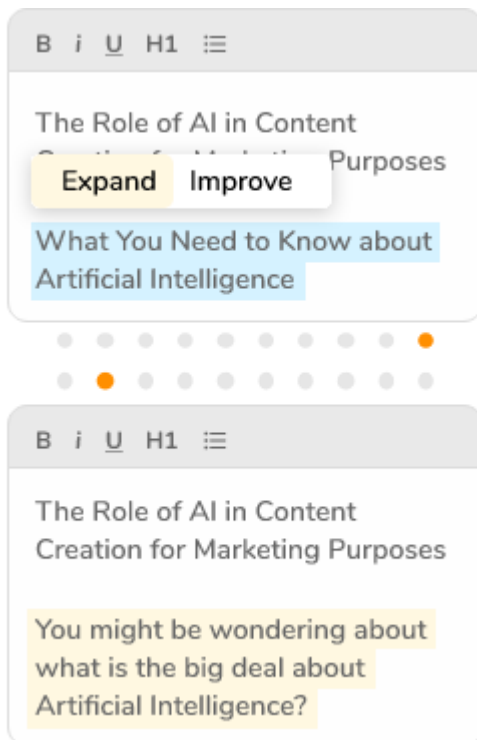 B i U H1
The Role of AI in Content
Purposes
Expand Improve
What You Need to Know about
Artificial Intelligence
B i U H1
The Role of AI in Content
Creation for Marketing Purposes
You might be wondering about
what is the big deal about
Artificial Intelligence?